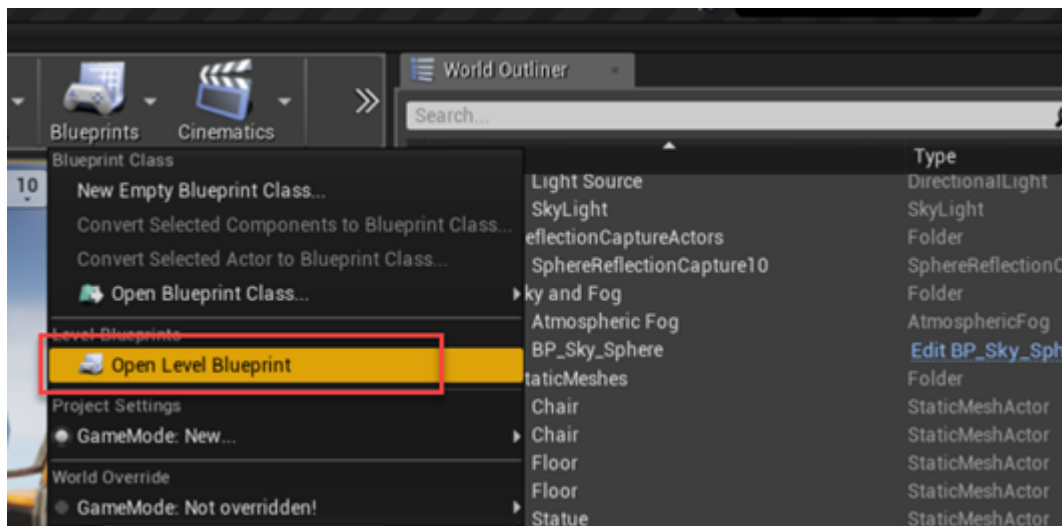 World Outliner
Blueprints
Cinematics
Search...
Blueprint Class
New Empty Blueprint Class...
Convert Selected Components to Blueprint Class...
Convert Selected Actor to Blueprint Class...
Open Blueprint Class...
Level Blueprints
Open Level Blueprint
Project Settings
GameMode: New...
World Override
GameMode: Not overridden!
10
Type
Light Source DirectionalLight
SkyLight SkyLight
eflectionCaptureActors Folder
SphereReflectionCapture10 SphereReflectionC
ky and Fog Folder
Atmospheric Fog AtmosphericFog
BP_Sky_Sphere Edit BP_Sky_Sph
taticMeshes Folder
Chair StaticMeshActor
Chair StaticMeshActor
Floor StaticMeshActor
Floor StaticMeshActor
Statue StaticMeshActor